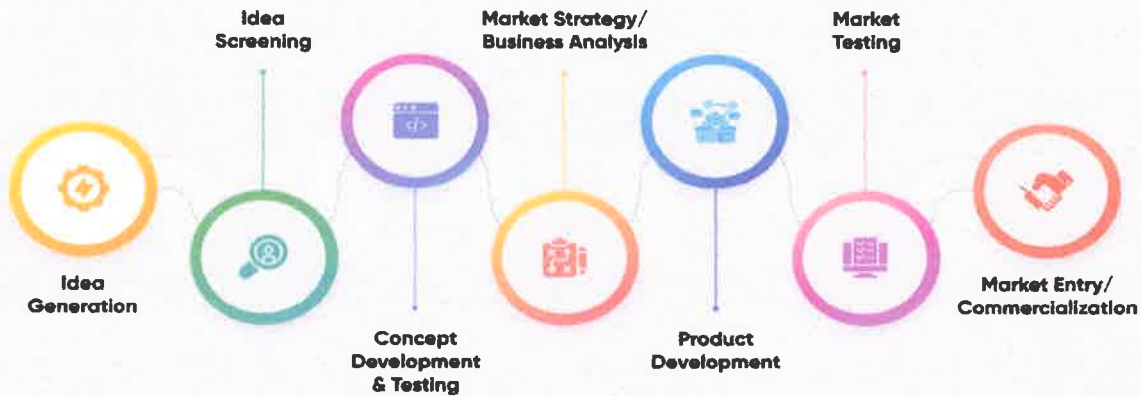 Idea
Generation
Idea
Screening
Concept
Development
& Testing
Market Strategy/
Business Analysis
Product
Development
Market
Testing
Market Entry/
Commercialization